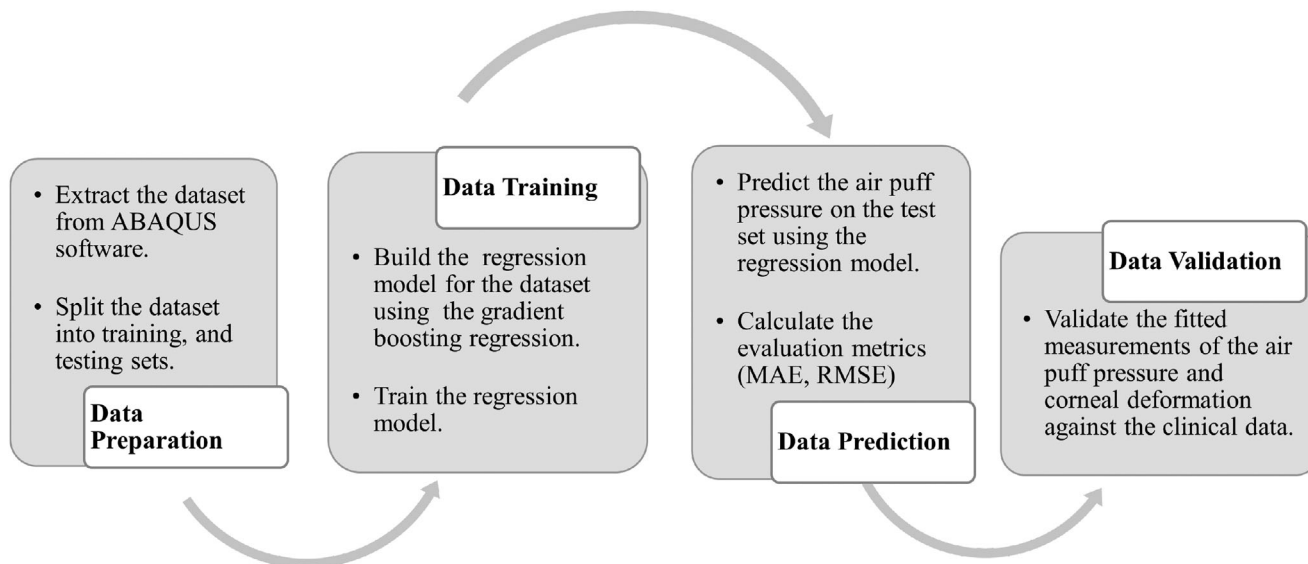 • Extract the dataset
from ABAQUS
software.
• Split the dataset
into training, and
testing sets.
Data
Preparation
Data Training
• Build the regression
model for the dataset
using the gradient
boosting regression.
• Train the regression
model.
• Predict the air puff
pressure on the test
set using the
regression model.
• Calculate the
evaluation metrics
(MAE, RMSE)
Data Prediction
Data Validation
• Validate the fitted
measurements of the air
puff pressure and
corneal deformation
against the clinical data.